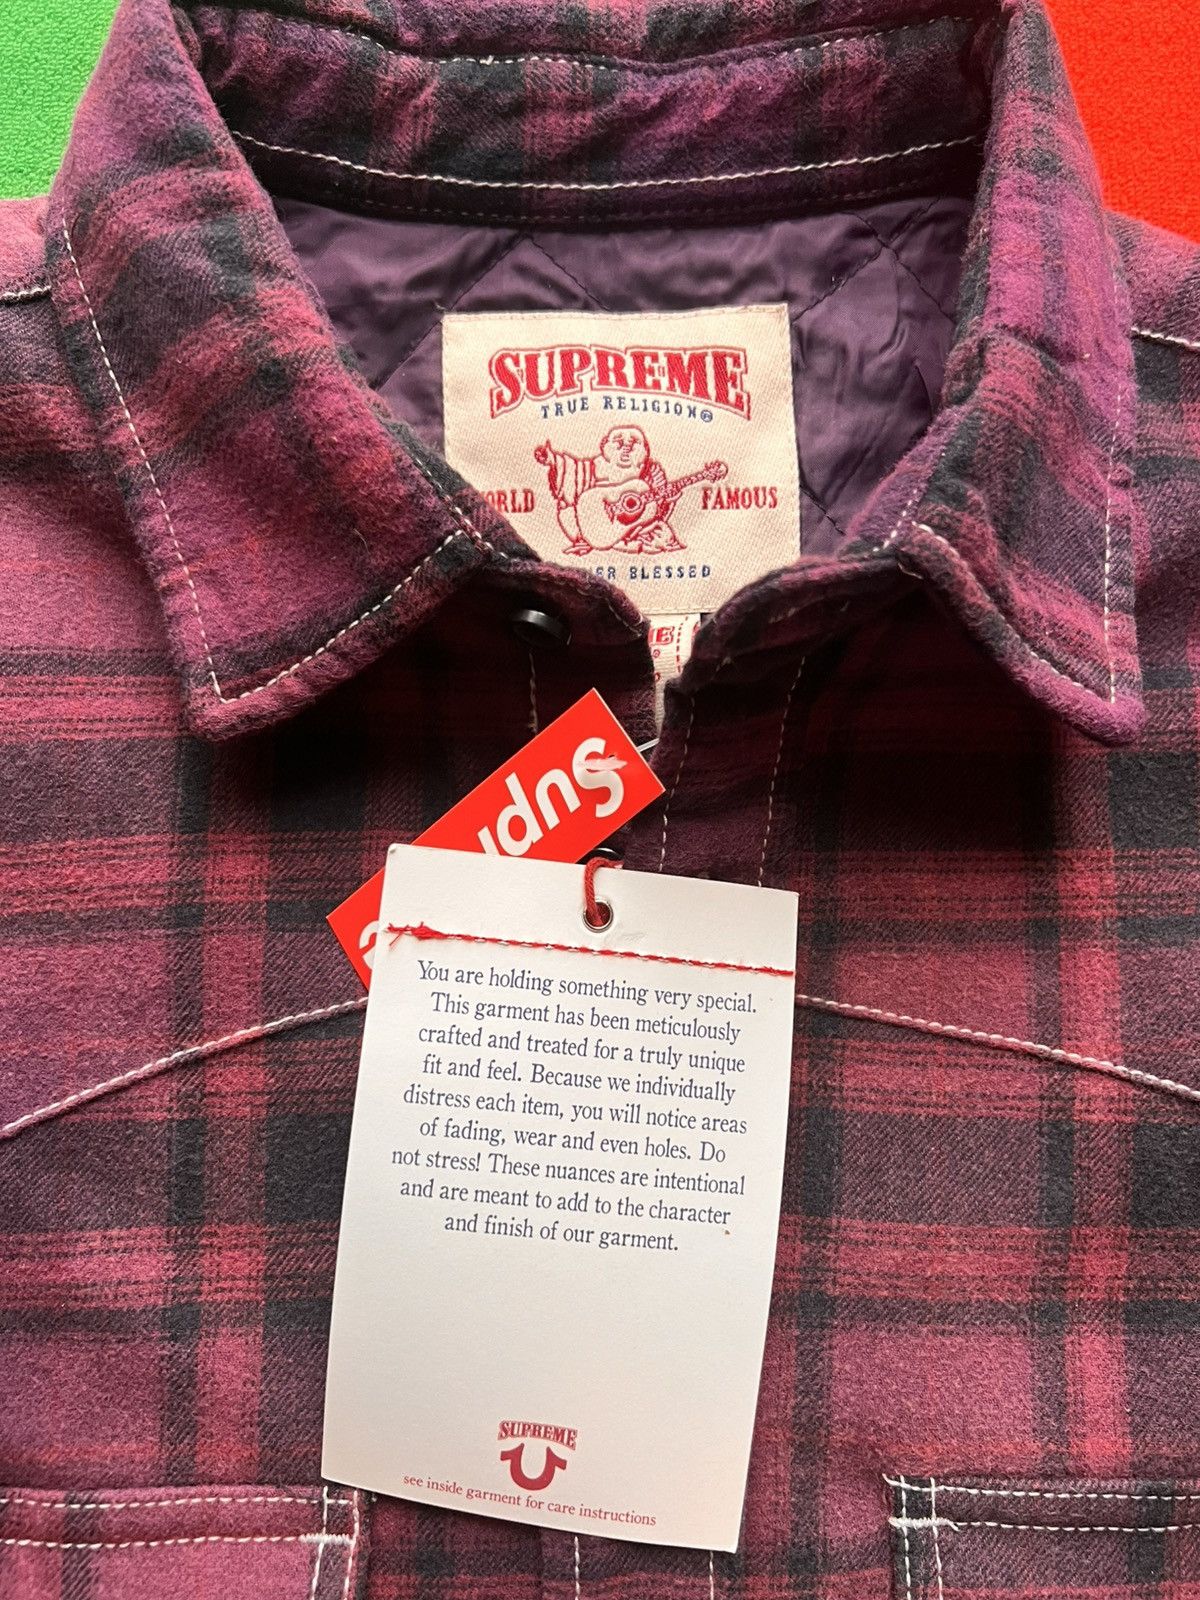 SUPREME
TRUE RELIGION®
FAMOUS
BLESSED
You are holding something very special.
This garment has been meticulously
crafted and treated for a truly unique
fit and feel. Because we individually
distress each item, you will notice areas
of fading, wear and even holes. Do
not stress! These nuances are intentional
and are meant to add to the character
and finish of our garment.
SUPREME
see inside garment for care instructions